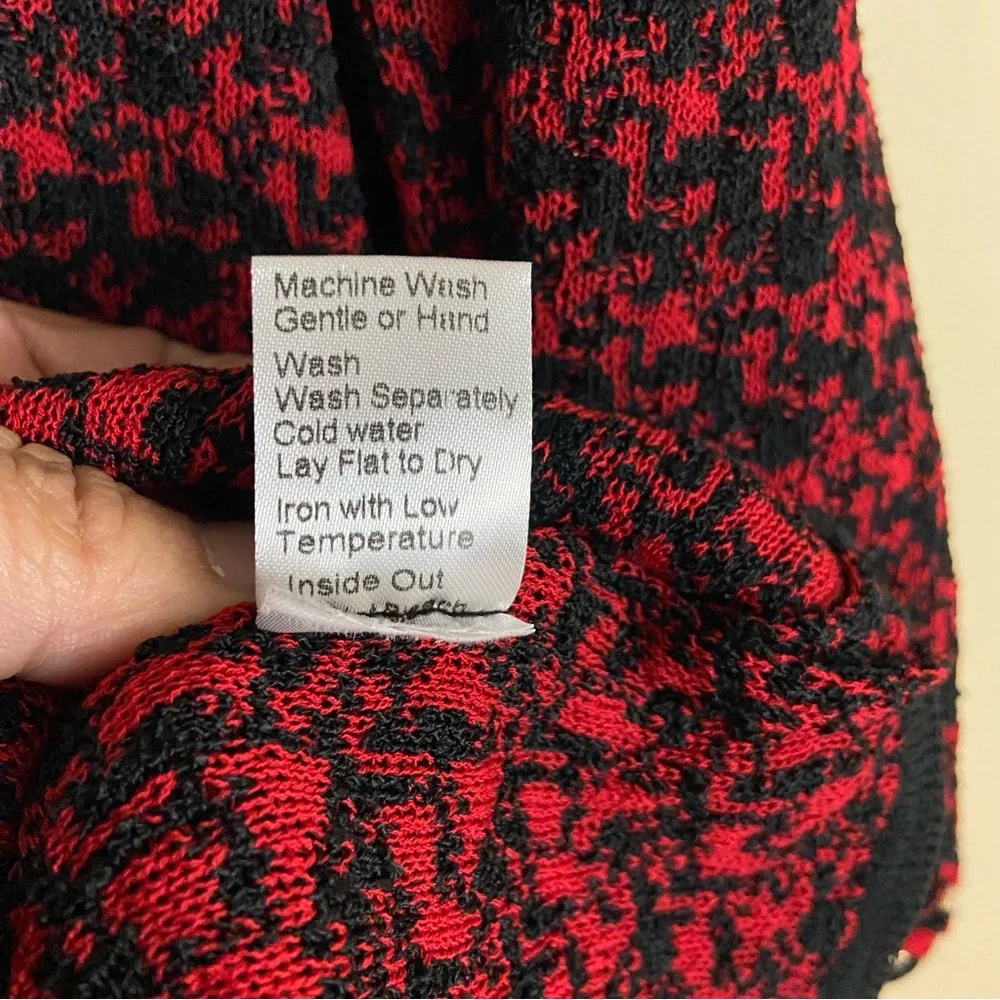 Machine Wash
Gentle or Hand
Wash
Wash Separately
Cold water
Lay Flat to Dry
Iron with Low
Temperature
Inside Out